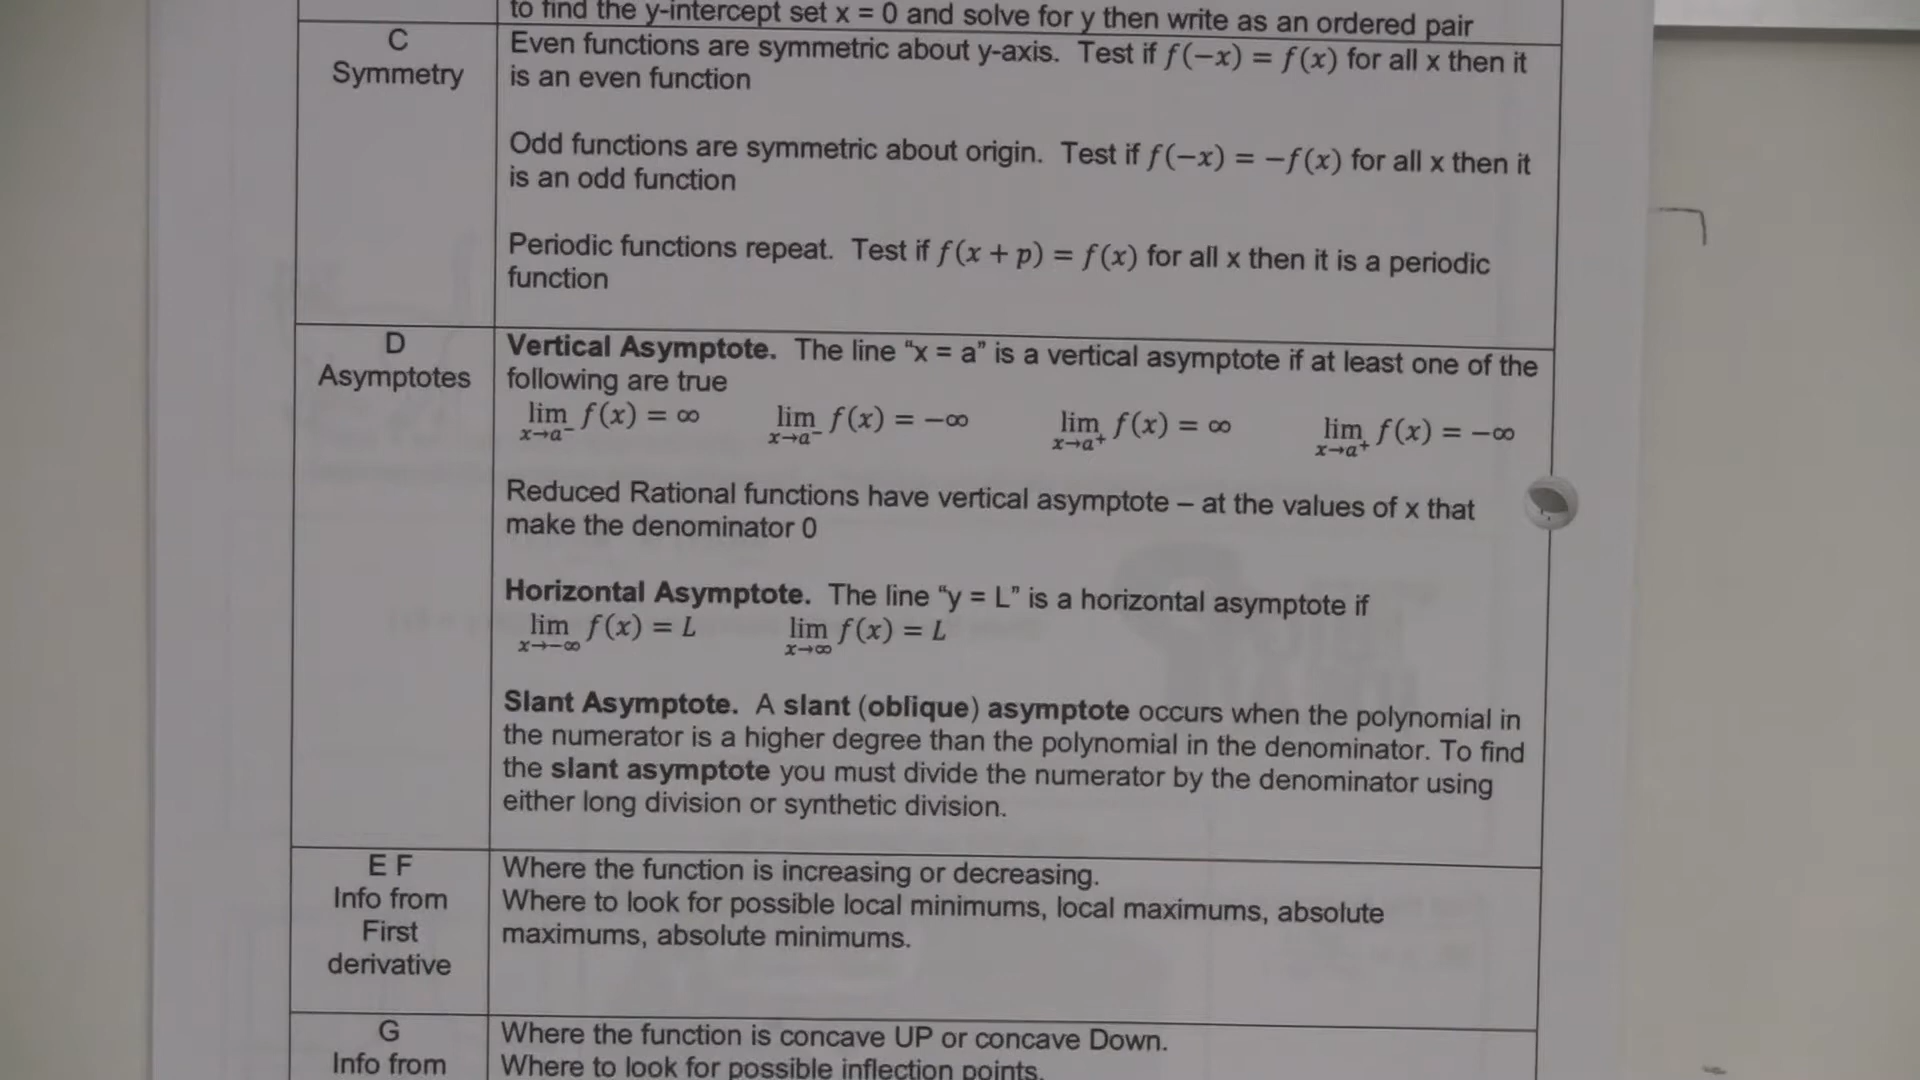 to find the y-intercept set x = 0 and solve for y then write as an ordered pair
C
Symmetry
Even functions are symmetric about y-axis. Test if f(−x) = f(x) for all x then it
is an even function
Odd functions are symmetric about origin. Test if f(−x) = −f(x) for all x then it
is an odd function
Periodic functions repeat. Test if f(x + p) = f(x) for all x then it is a periodic
function
D
Asymptotes
Vertical Asymptote. The line “x = a” is a vertical asymptote if at least one of the
following are true
lim x→a⁻ f(x) = ∞ lim x→a⁻ f(x) = −∞ lim x→a⁺ f(x) = ∞ lim x→a⁺ f(x) = −∞
Reduced Rational functions have vertical asymptote – at the values of x that
make the denominator 0
Horizontal Asymptote. The line “y = L” is a horizontal asymptote if
lim x→−∞ f(x) = L lim x→∞ f(x) = L
Slant Asymptote. A slant (oblique) asymptote occurs when the polynomial in
the numerator is a higher degree than the polynomial in the denominator. To find
the slant asymptote you must divide the numerator by the denominator using
either long division or synthetic division.
E F
Info from
First
derivative
Where the function is increasing or decreasing.
Where to look for possible local minimums, local maximums, absolute
maximums, absolute minimums.
G
Info from
Where the function is concave UP or concave Down.
Where to look for possible inflection points.